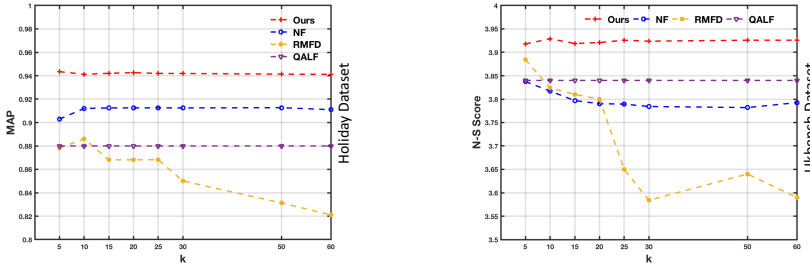 1
0.98
0.96
0.94
0.92
0.9
0.88
0.86
0.84
0.82
0.8
MAP
5 10 15 20 25 30 50 60
k
Ours
NF
RMFD
QALF
Holiday Dataset
4
3.95
3.9
3.85
3.8
3.75
3.7
3.65
3.6
3.55
3.5
N-S Score
5 10 15 20 25 30 50 60
k
Ours NF RMFD QALF
Ukbench Dataset